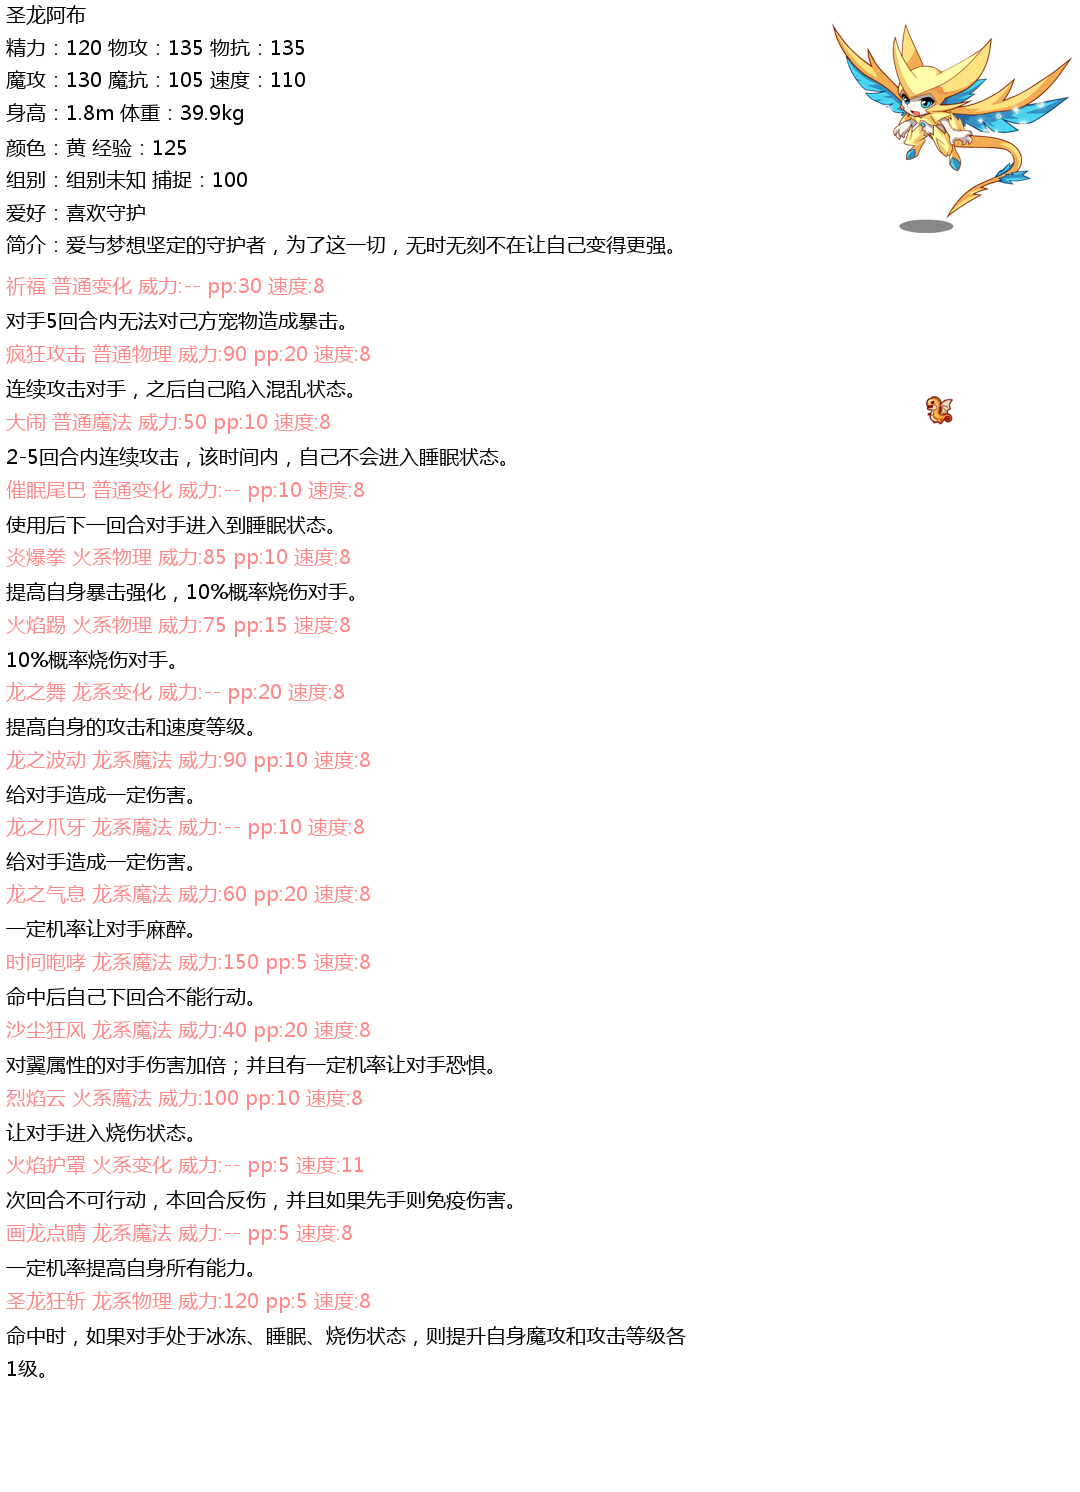 圣龙阿布
精力：120 物攻：135 物抗：135
魔攻：130 魔抗：105 速度：110
身高：1.8m 体重：39.9kg
颜色：黄 经验：125
组别：组别未知 捕捉：100
爱好：喜欢守护
简介：爱与梦想坚定的守护者，为了这一切，无时无刻不在让自己变得更强。
祈福 普通变化 威力:-- pp:30 速度:8
对手5回合内无法对己方宠物造成暴击。
疯狂攻击 普通物理 威力:90 pp:20 速度:8
连续攻击对手，之后自己陷入混乱状态。
大闹 普通魔法 威力:50 pp:10 速度:8
2-5回合内连续攻击，该时间内，自己不会进入睡眠状态。
催眠尾巴 普通变化 威力:-- pp:10 速度:8
使用后下一回合对手进入到睡眠状态。
炎爆拳 火系物理 威力:85 pp:10 速度:8
提高自身暴击强化，10%概率烧伤对手。
火焰踢 火系物理 威力:75 pp:15 速度:8
10%概率烧伤对手。
龙之舞 龙系变化 威力:-- pp:20 速度:8
提高自身的攻击和速度等级。
龙之波动 龙系魔法 威力:90 pp:10 速度:8
给对手造成一定伤害。
龙之爪牙 龙系魔法 威力:-- pp:10 速度:8
给对手造成一定伤害。
龙之气息 龙系魔法 威力:60 pp:20 速度:8
一定机率让对手麻醉。
时间咆哮 龙系魔法 威力:150 pp:5 速度:8
命中后自己下回合不能行动。
沙尘狂风 龙系魔法 威力:40 pp:20 速度:8
对翼属性的对手伤害加倍；并且有一定机率让对手恐惧。
烈焰云 火系魔法 威力:100 pp:10 速度:8
让对手进入烧伤状态。
火焰护罩 火系变化 威力:-- pp:5 速度:11
次回合不可行动，本回合反伤，并且如果先手则免疫伤害。
画龙点睛 龙系魔法 威力:-- pp:5 速度:8
一定机率提高自身所有能力。
圣龙狂斩 龙系物理 威力:120 pp:5 速度:8
命中时，如果对手处于冰冻、睡眠、烧伤状态，则提升自身魔攻和攻击等级各
1级。